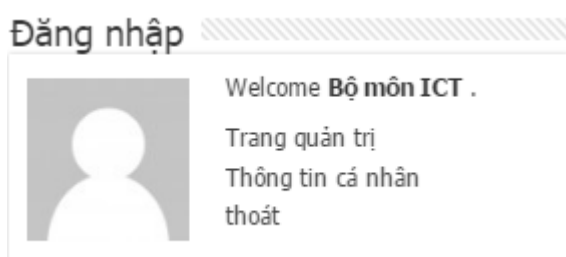 Đăng nhập
Welcome Bộ môn ICT .
Trang quản trị
Thông tin cá nhân
thoát